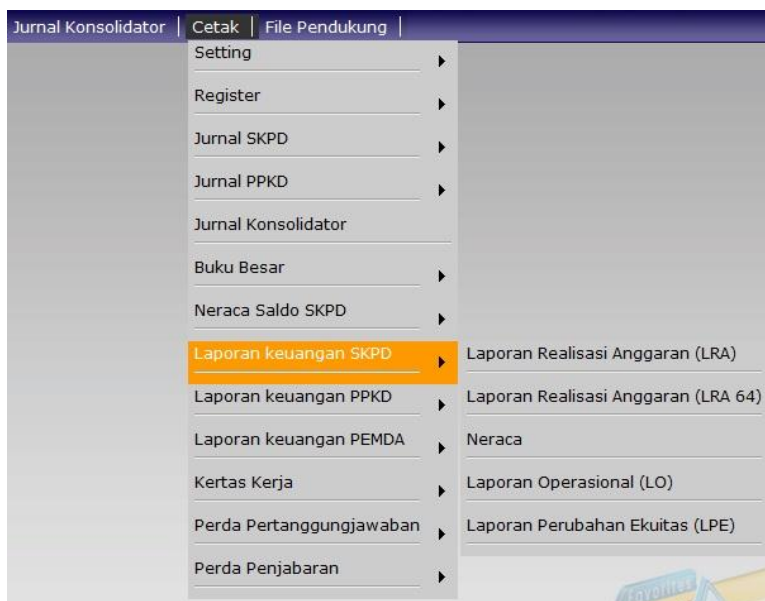 Jurnal Konsolidator | Cetak | File Pendukung |
Setting
Register
Jurnal SKPD
Jurnal PPKD
Jurnal Konsolidator
Buku Besar
Neraca Saldo SKPD
Laporan keuangan SKPD
Laporan keuangan PPKD
Laporan keuangan PEMDA
Kertas Kerja
Perda Pertanggungjawaban
Perda Penjabaran
Laporan Realisasi Anggaran (LRA)
Laporan Realisasi Anggaran (LRA 64)
Neraca
Laporan Operasional (LO)
Laporan Perubahan Ekuitas (LPE)
Favorites